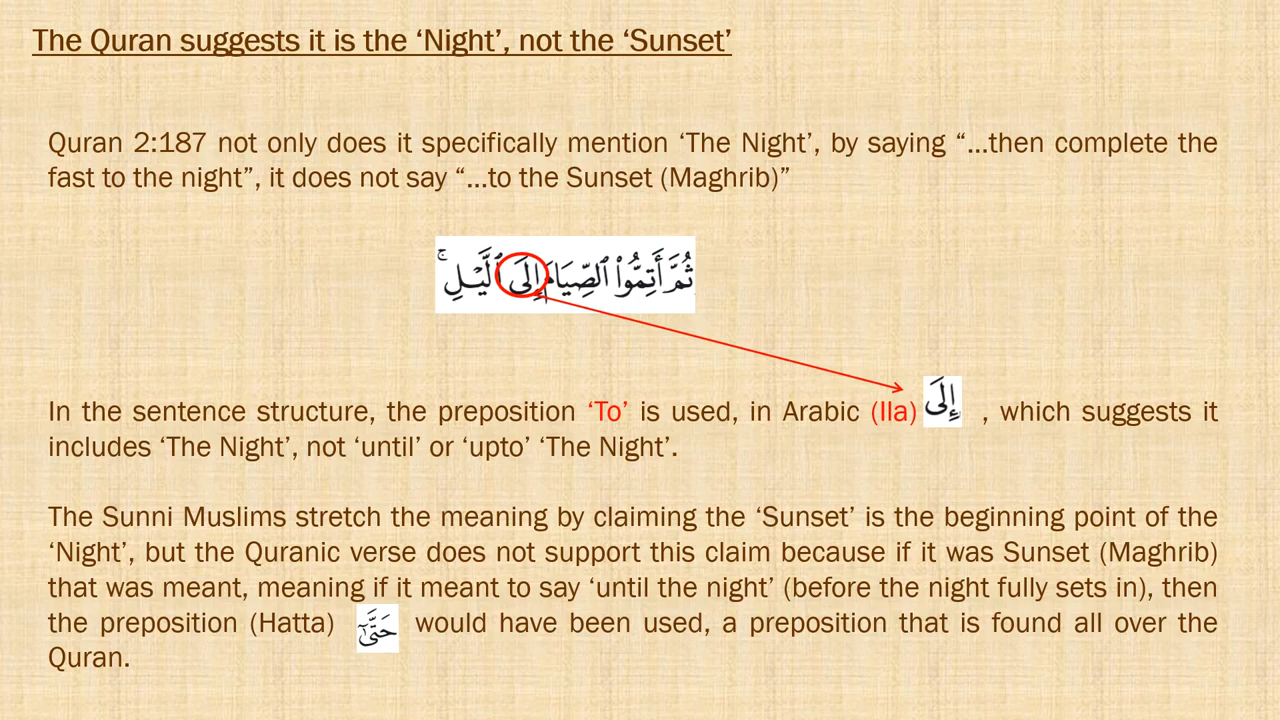 The Quran suggests it is the ‘Night’, not the ‘Sunset’
Quran 2:187 not only does it specifically mention ‘The Night’, by saying “…then complete the
fast to the night”, it does not say “…to the Sunset (Maghrib)”
ثُمَّ أَتِمُّوا۟ ٱلصِّيَامَ إِلَى ٱلَّيْلِ ۚ
In the sentence structure, the preposition ‘To’ is used, in Arabic (Ila) إِلَى , which suggests it
includes ‘The Night’, not ‘until’ or ‘upto’ ‘The Night’.
The Sunni Muslims stretch the meaning by claiming the ‘Sunset’ is the beginning point of the
‘Night’, but the Quranic verse does not support this claim because if it was Sunset (Maghrib)
that was meant, meaning if it meant to say ‘until the night’ (before the night fully sets in), then
the preposition (Hatta) حَتَّىٰٓ would have been used, a preposition that is found all over the
Quran.